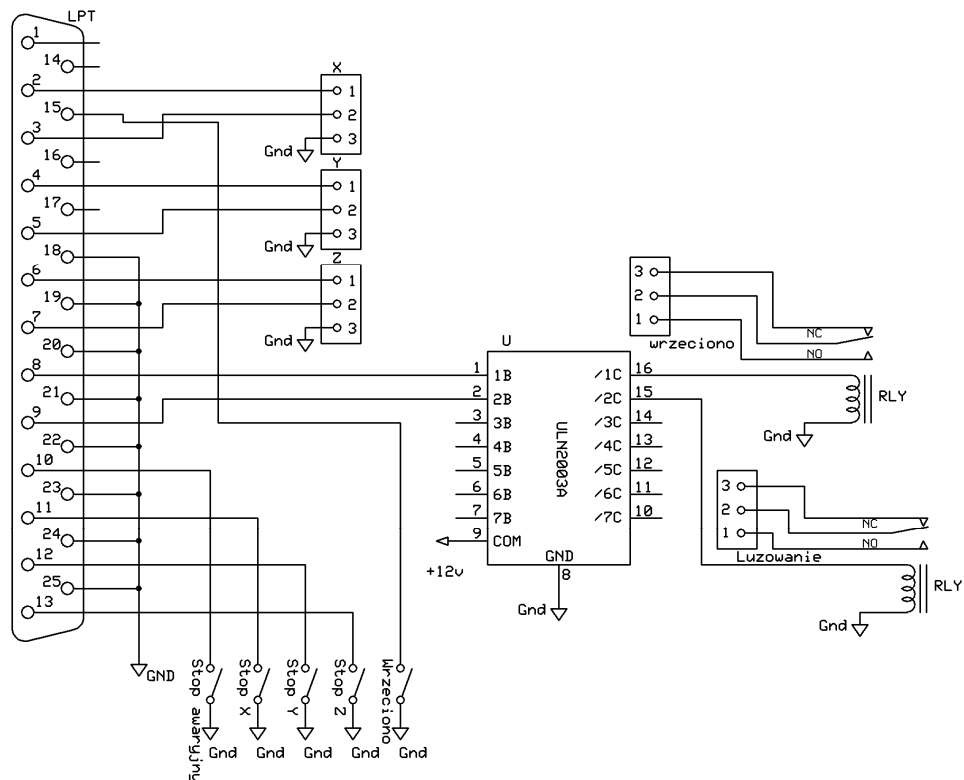 LPT
1
14
2
15
3
16
4
17
5
18
6
19
7
20
8
21
9
22
10
23
11
24
12
25
13
GND
X
1
2
3
Gnd
Y
1
2
3
Gnd
Z
1
2
3
Gnd
U
1 1B /1C 16
2 2B /2C 15
3 3B /3C 14
4 4B /4C 13
5 5B /5C 12
6 6B /6C 11
7 7B /7C 10
9 COM
ULN2003A
GND
8
+12v
Gnd
3
2
1
wrzeciono
NC
NO
RLY
Gnd
3
2
1
Luzowanie
NC
NO
RLY
Gnd
Stop awaryjny
Stop X
Stop Y
Stop Z
Wrzeciono
Gnd
Gnd
Gnd
Gnd
Gnd